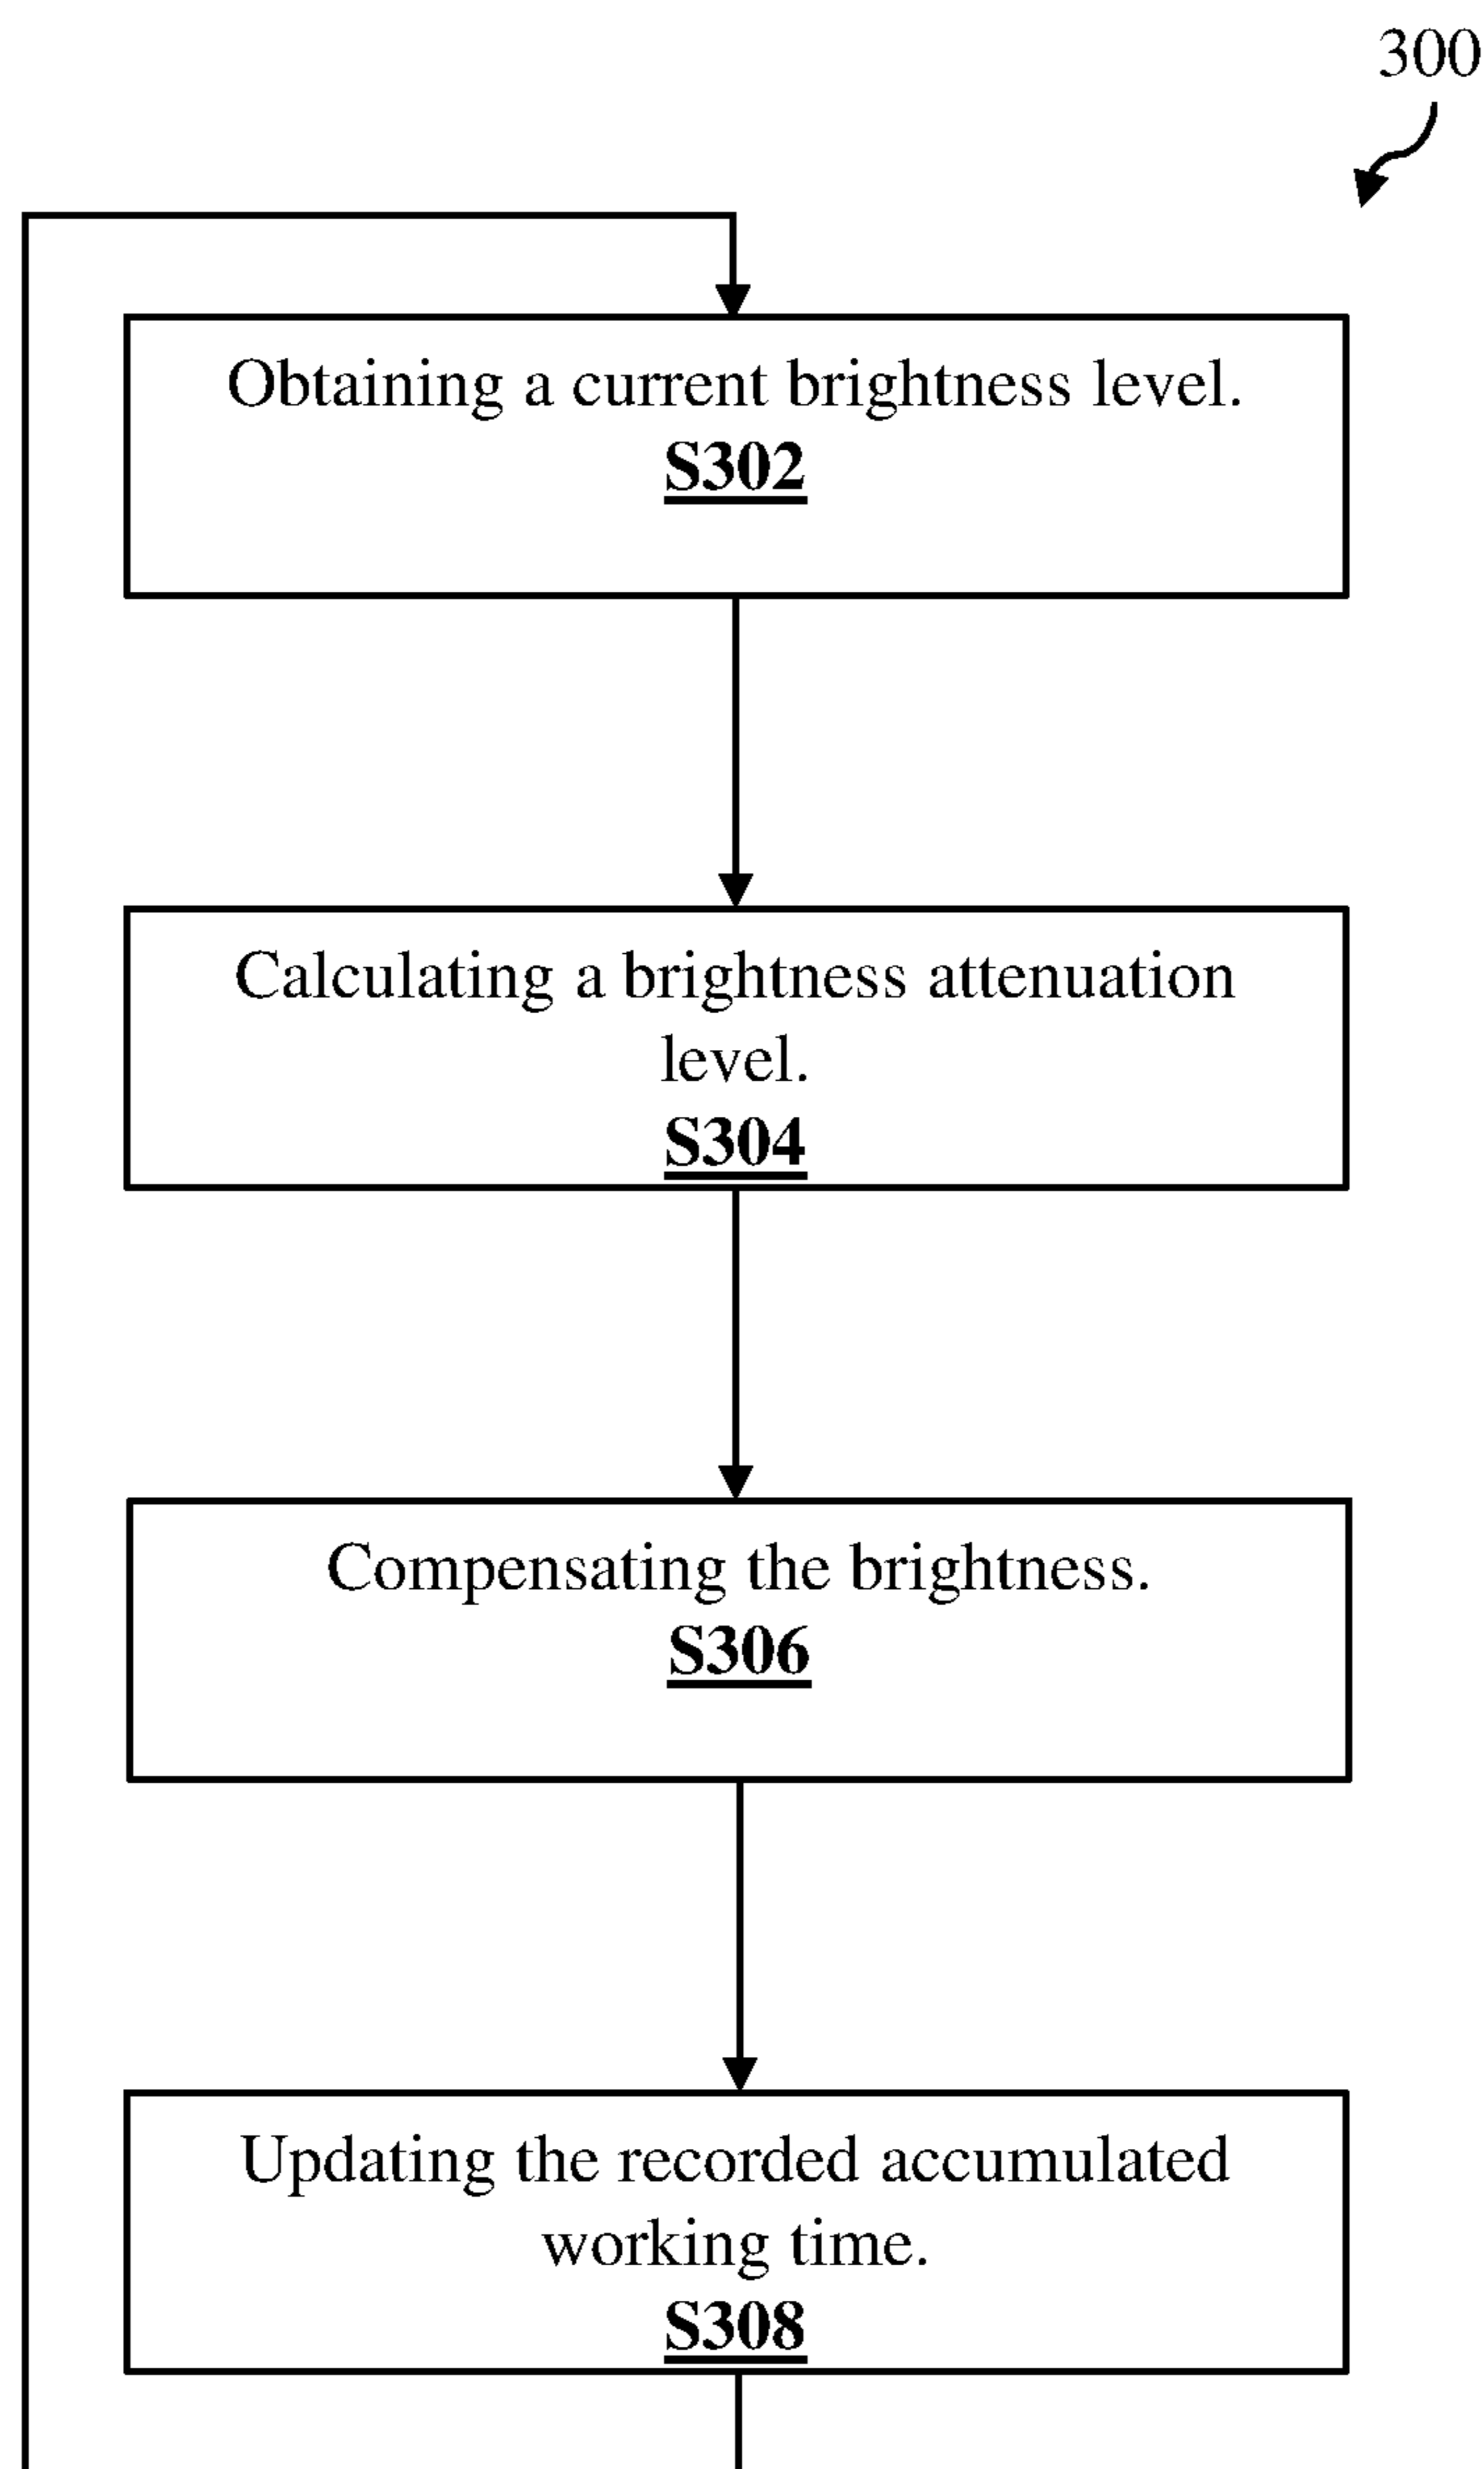 300
Obtaining a current brightness level.
S302
Calculating a brightness attenuation
level.
S304
Compensating the brightness.
S306
Updating the recorded accumulated
working time.
S308